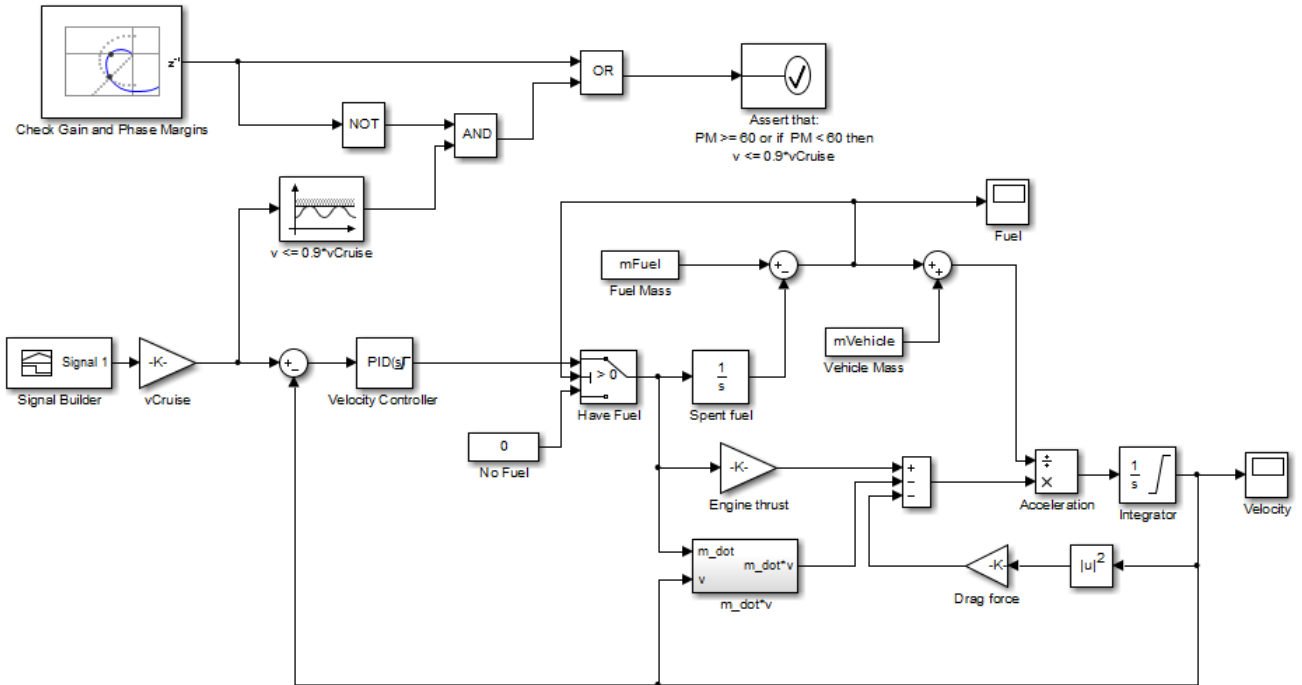 z-1
Check Gain and Phase Margins
NOT
AND
OR
Assert that:
PM >= 60 or if PM < 60 then
v <= 0.9*vCruise
v <= 0.9*vCruise
Fuel
mFuel
Fuel Mass
+
−
+
+
mVehicle
Vehicle Mass
Signal 1
Signal Builder
-K-
vCruise
+
−
PID(s)
Velocity Controller
> 0
Have Fuel
1
s
Spent fuel
0
No Fuel
-K-
Engine thrust
+
−
−
÷
×
Acceleration
1
s
Integrator
Velocity
m_dot
v
m_dot*v
m_dot*v
-K-
Drag force
|u|2